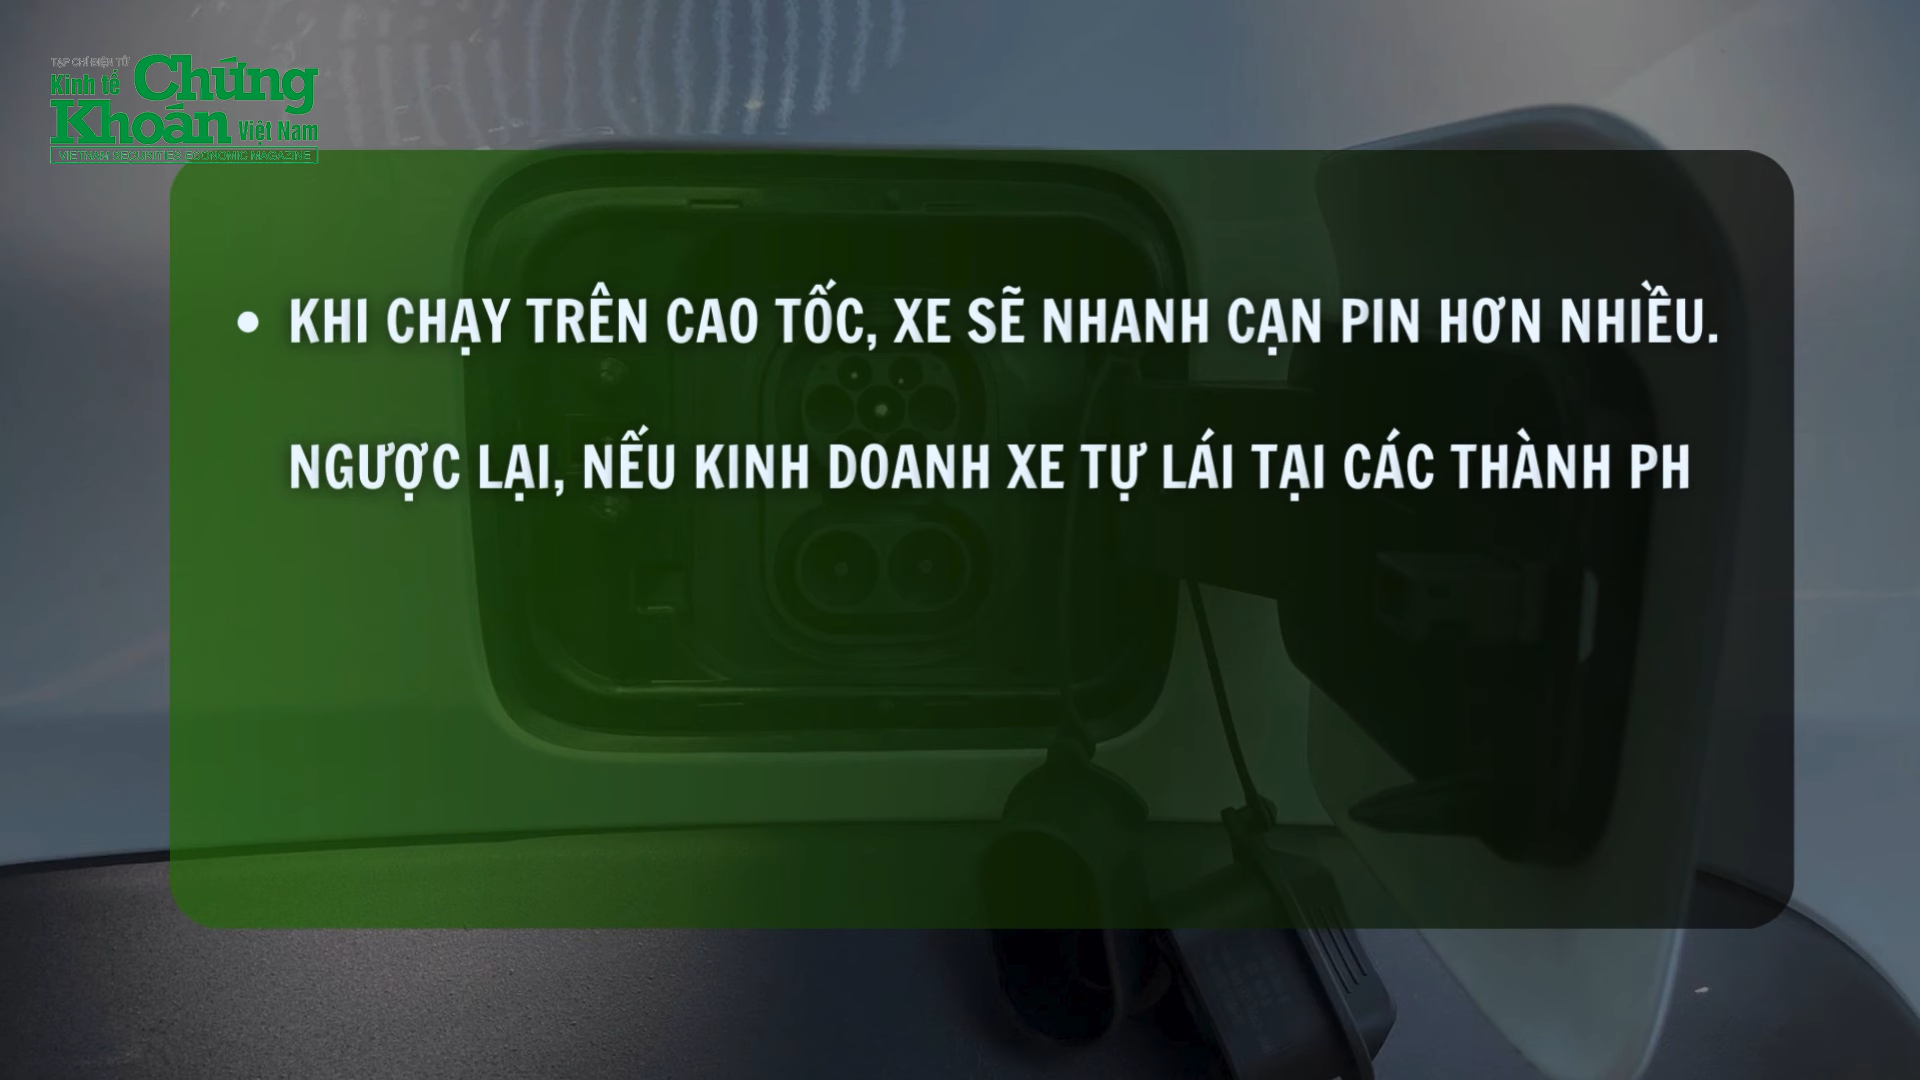 TẠP CHÍ ĐIỆN TỬ
Kinh tế Chứng
Khoán Việt Nam
VIETNAM SECURITIES ECONOMIC MAGAZINE
• KHI CHẠY TRÊN CAO TỐC, XE SẼ NHANH CẠN PIN HƠN NHIỀU.
NGƯỢC LẠI, NẾU KINH DOANH XE TỰ LÁI TẠI CÁC THÀNH PH